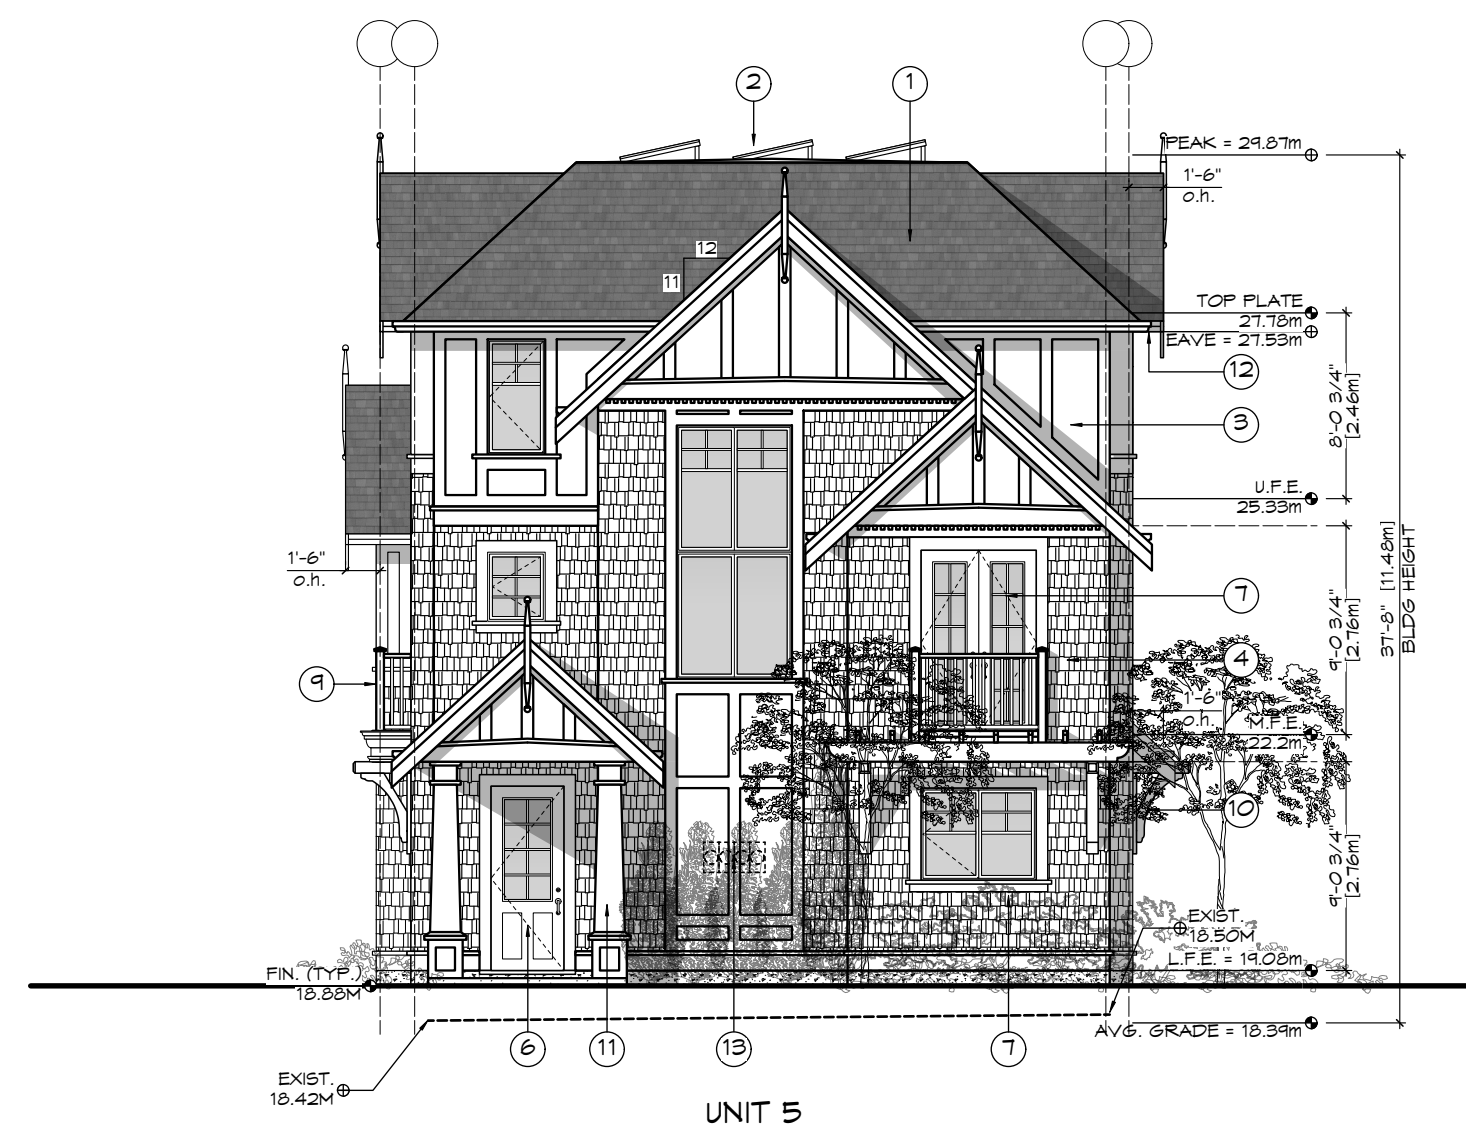 2
1
PEAK = 29.87m
1'-6"
o.h.
12
11
TOP PLATE
27.78m
EAVE = 27.53m
12
8'-0 3/4"
[2.46m]
3
U.F.E.
25.33m
1'-6"
o.h.
37'-8" [11.48m]
BLDG HEIGHT
7
9'-0 3/4"
[2.76m]
4
9
1'-6"
o.h.
M.F.E.
22.2m
10
9'-0 3/4"
[2.76m]
EXIST.
18.50M
L.F.E. = 19.08m
FIN. (TYP.)
18.88M
AVG. GRADE = 18.39m
6
11
13
7
EXIST.
18.42M
UNIT 5